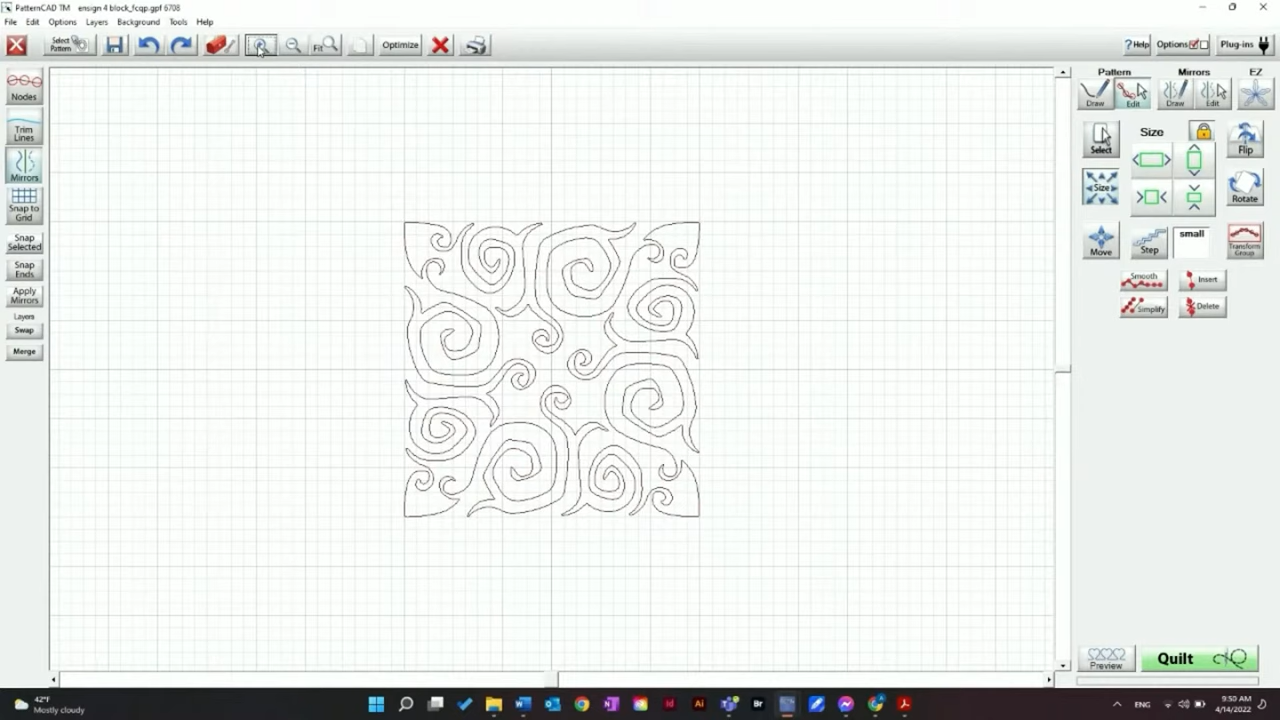 PatternCAD TM ensign 4 block_fcqp.gpf 6708
File Edit Options Layers Background Tools Help
Select Pattern
Fit
Optimize
?Help
Options
Plug-ins
Nodes
Trim
Lines
Mirrors
Snap to
Grid
Snap
Selected
Snap
Ends
Apply
Mirrors
Layers
Swap
Merge
Pattern Mirrors EZ
Draw Edit Draw Edit
Select
Size
Flip
Size
Rotate
Move
Step
small
Transform
Group
Smooth
Insert
Simplify
Delete
Preview
Quilt
42°F
Mostly cloudy
ENG
9:50 AM
4/14/2022